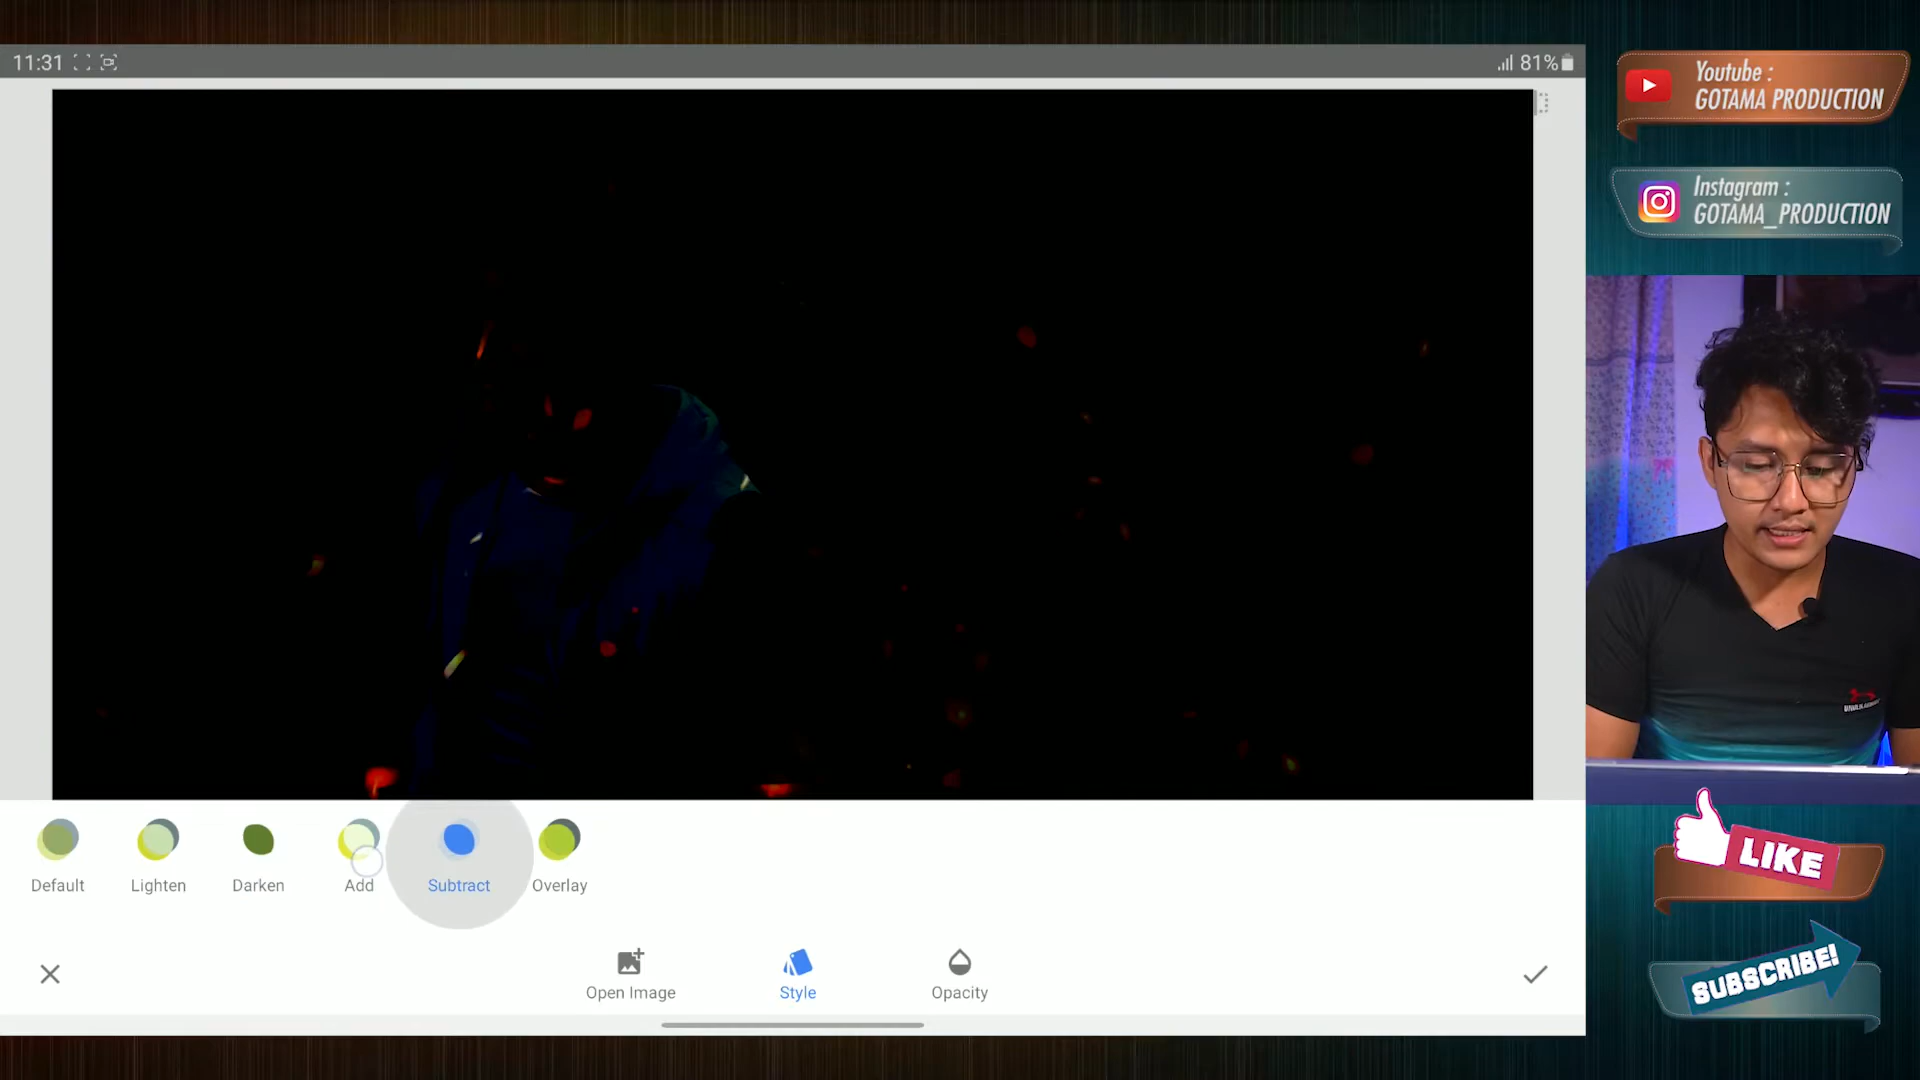 11:31
81%
Default
Lighten
Darken
Add
Subtract
Overlay
Open Image
Style
Opacity
Youtube :
GOTAMA PRODUCTION
Instagram :
GOTAMA_PRODUCTION
LIKE
SUBSCRIBE!